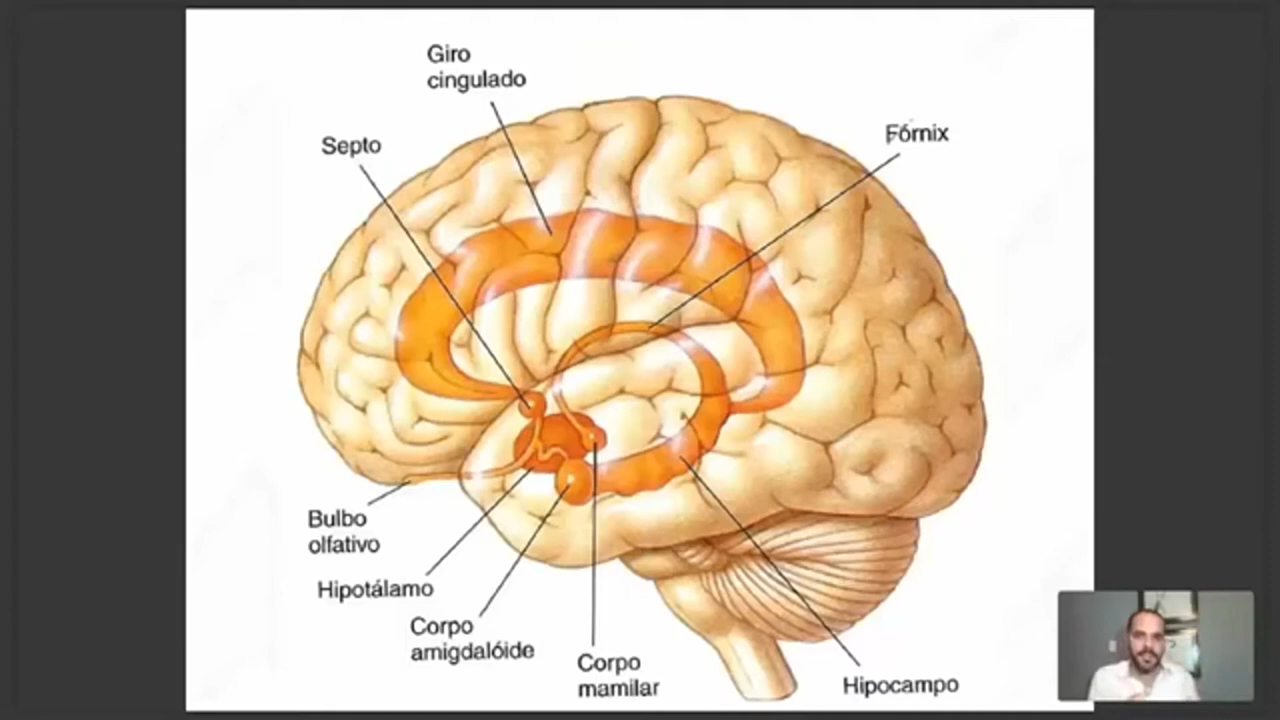 Giro
cingulado
Septo
Fórnix
Bulbo
olfativo
Hipotálamo
Corpo
amigdalóide
Corpo
mamilar
Hipocampo